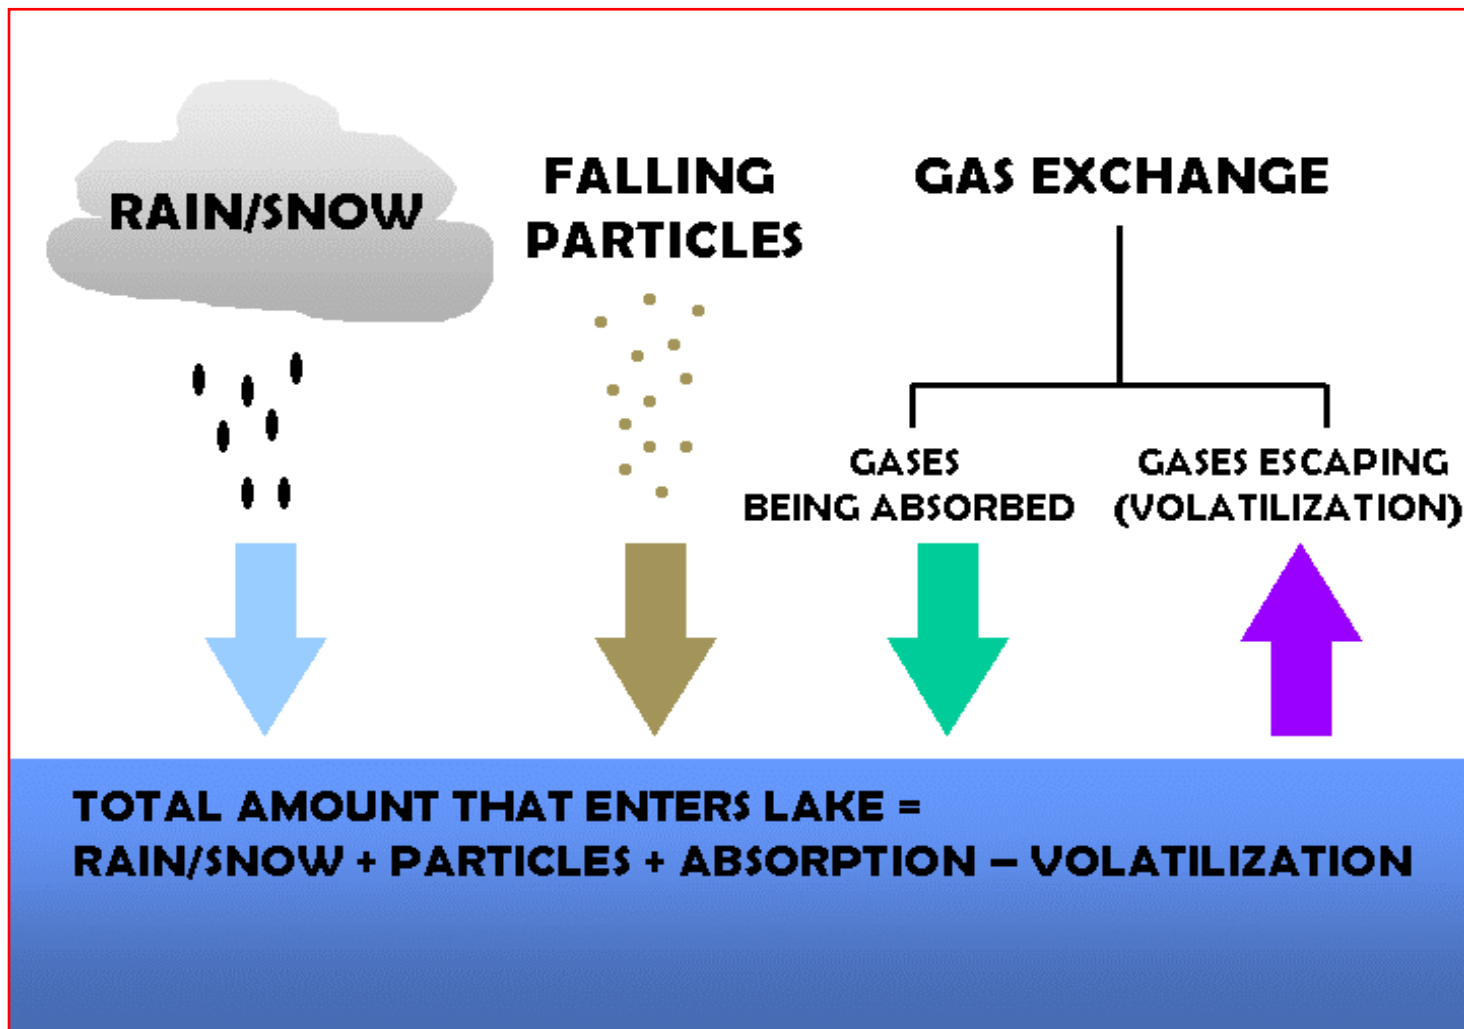 RAIN/SNOW
FALLING
PARTICLES
GAS EXCHANGE
GASES
BEING ABSORBED
GASES ESCAPING
(VOLATILIZATION)
TOTAL AMOUNT THAT ENTERS LAKE =
RAIN/SNOW + PARTICLES + ABSORPTION – VOLATILIZATION